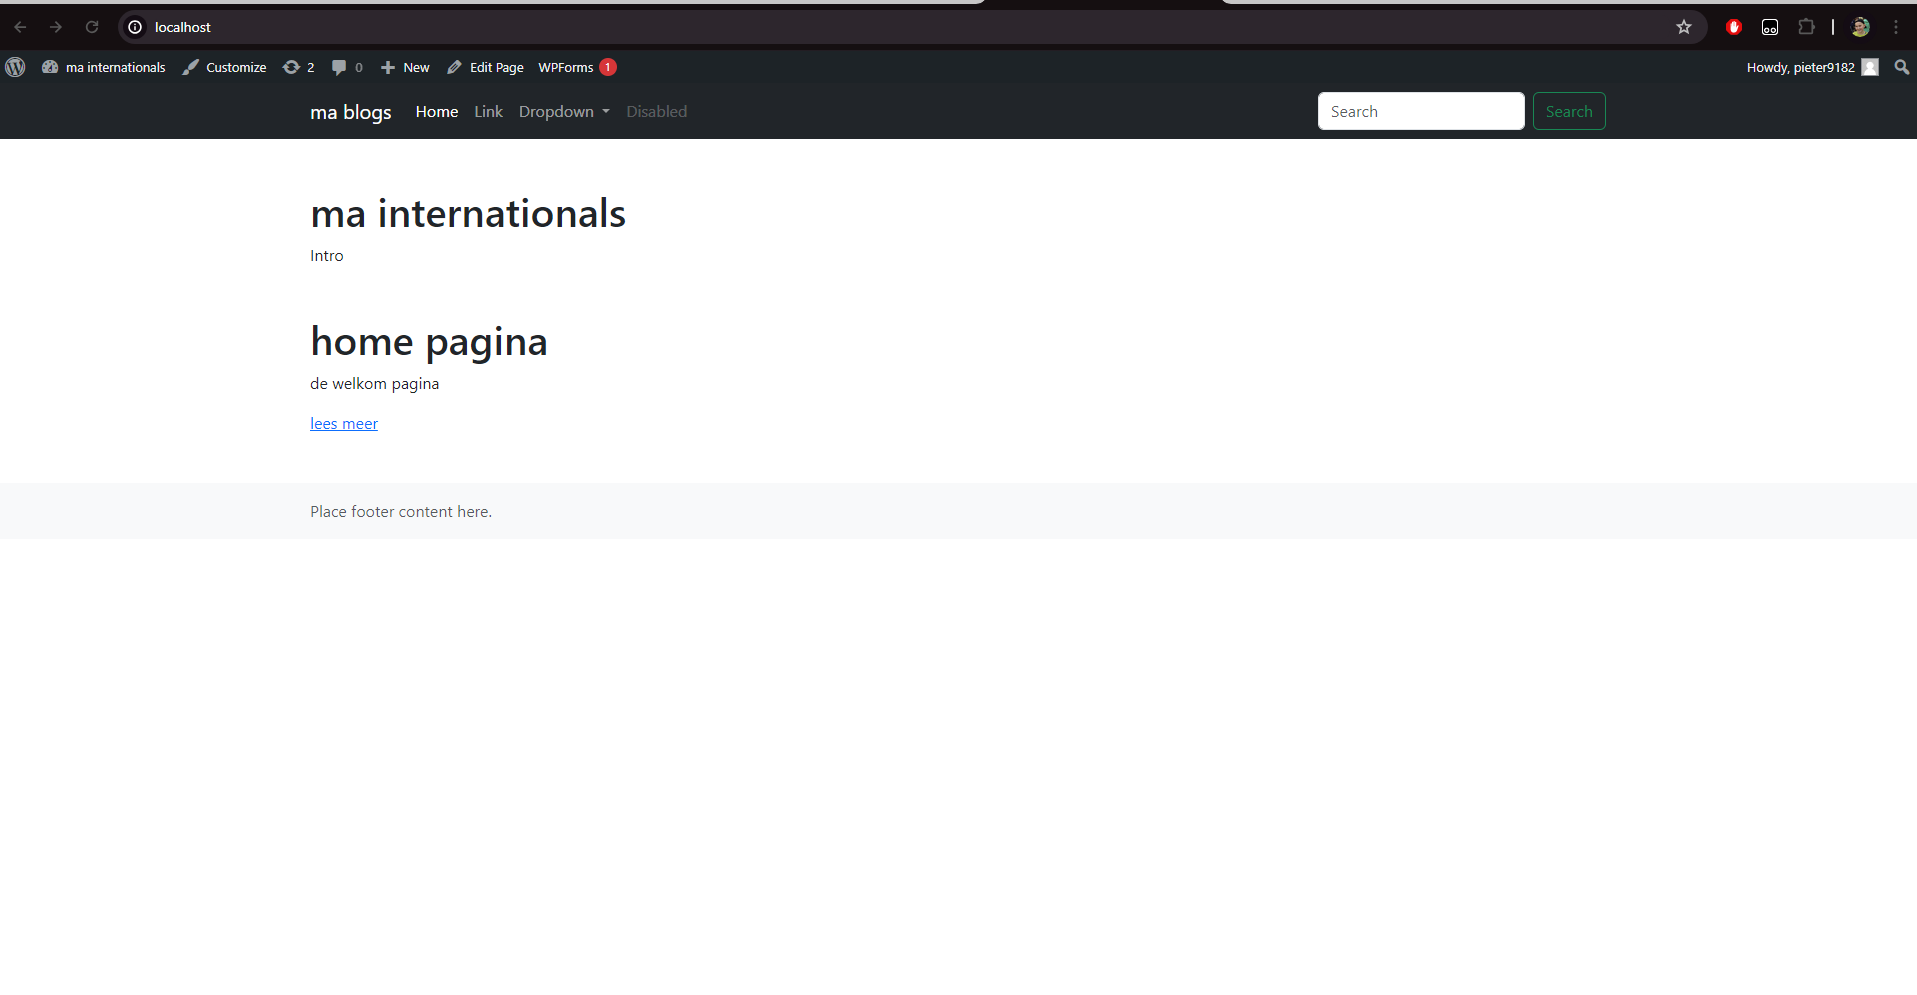 localhost
ma internationals Customize 2 0 New Edit Page WPForms 1 Howdy, pieter9182
ma blogs Home Link Dropdown Disabled Search Search
ma internationals
Intro
home pagina
de welkom pagina
lees meer
Place footer content here.